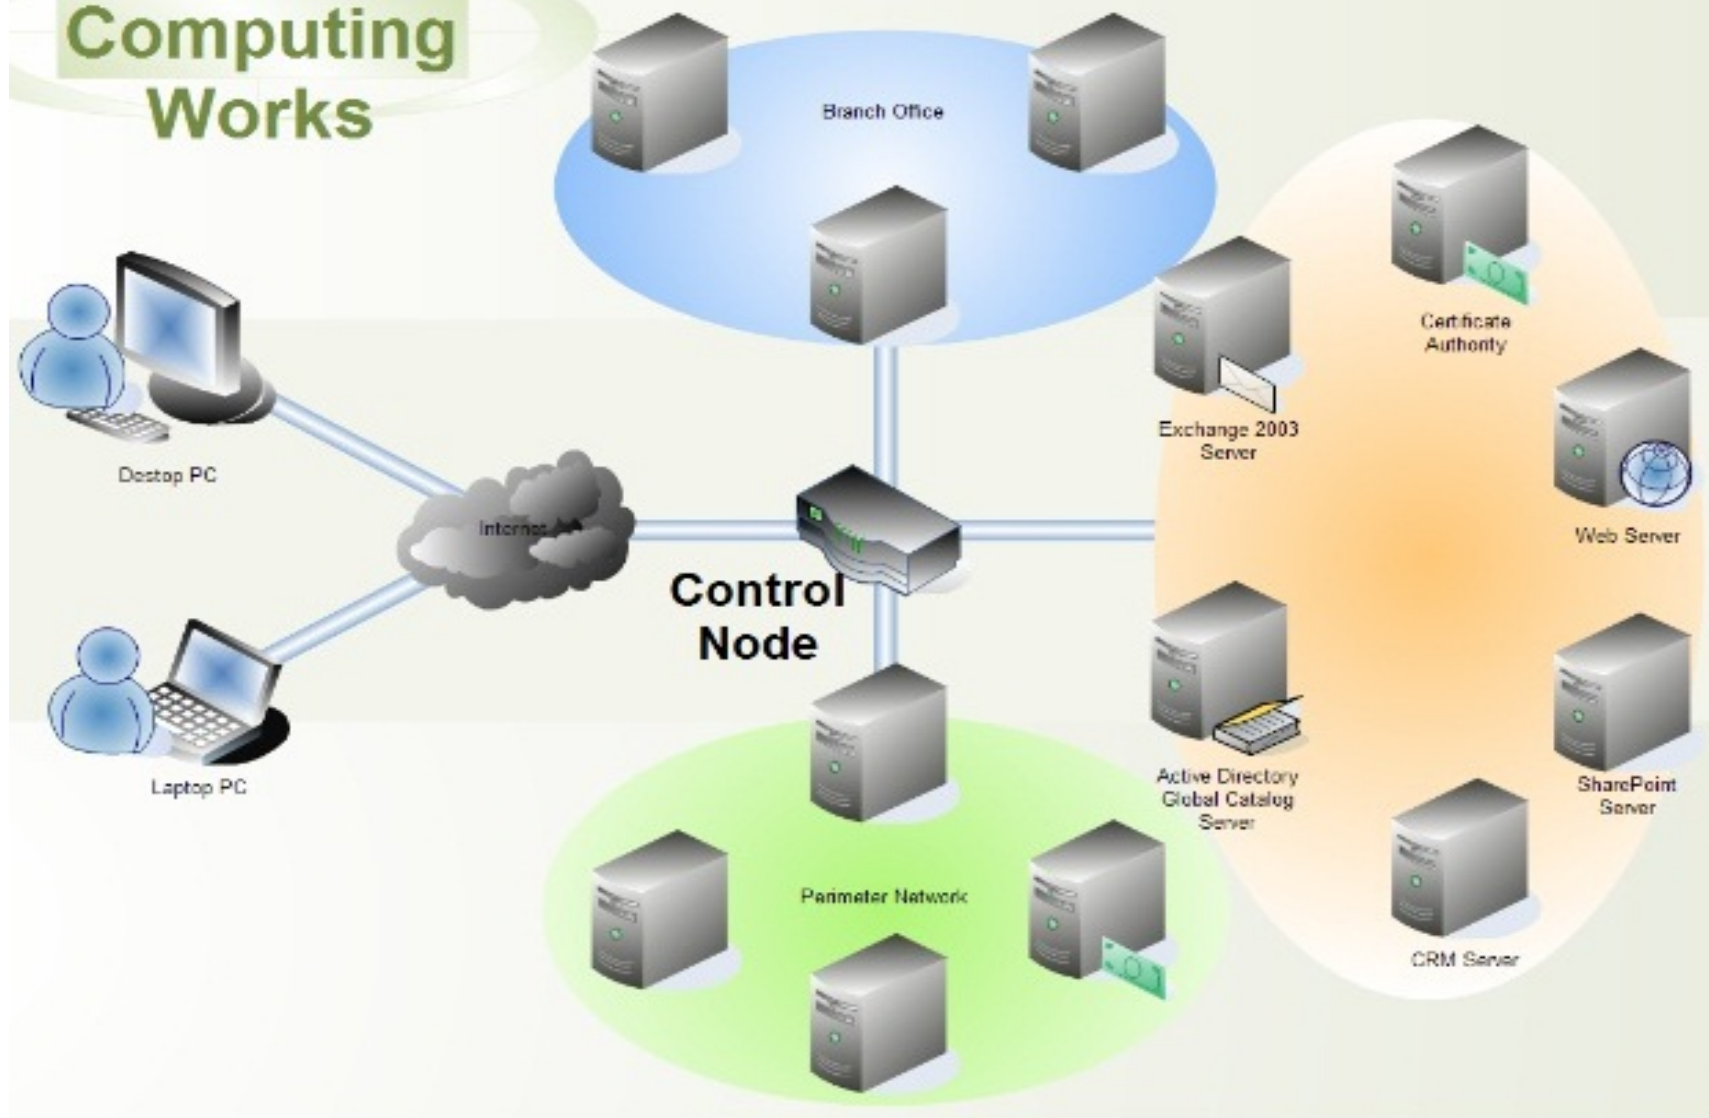 Computing
Works
Branch Office
Certificate
Authority
Exchange 2003
Server
Destop PC
Internet
Web Server
Control
Node
Laptop PC
Active Directory
Global Catalog
Server
SharePoint
Server
Perimeter Network
CRM Server